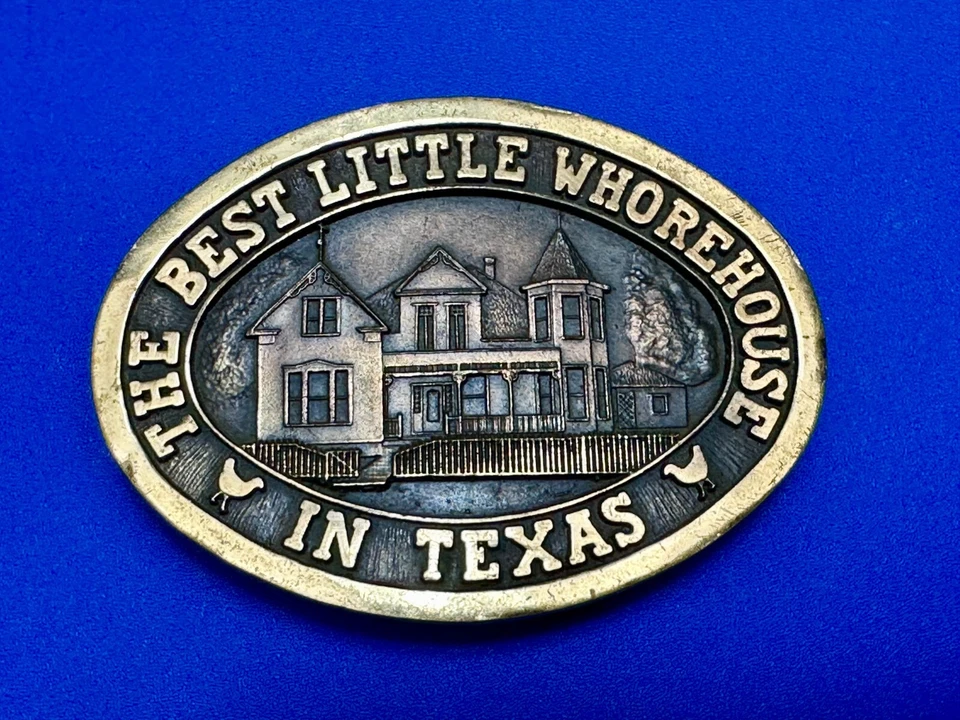 THE BEST LITTLE WHOREHOUSE
IN TEXAS